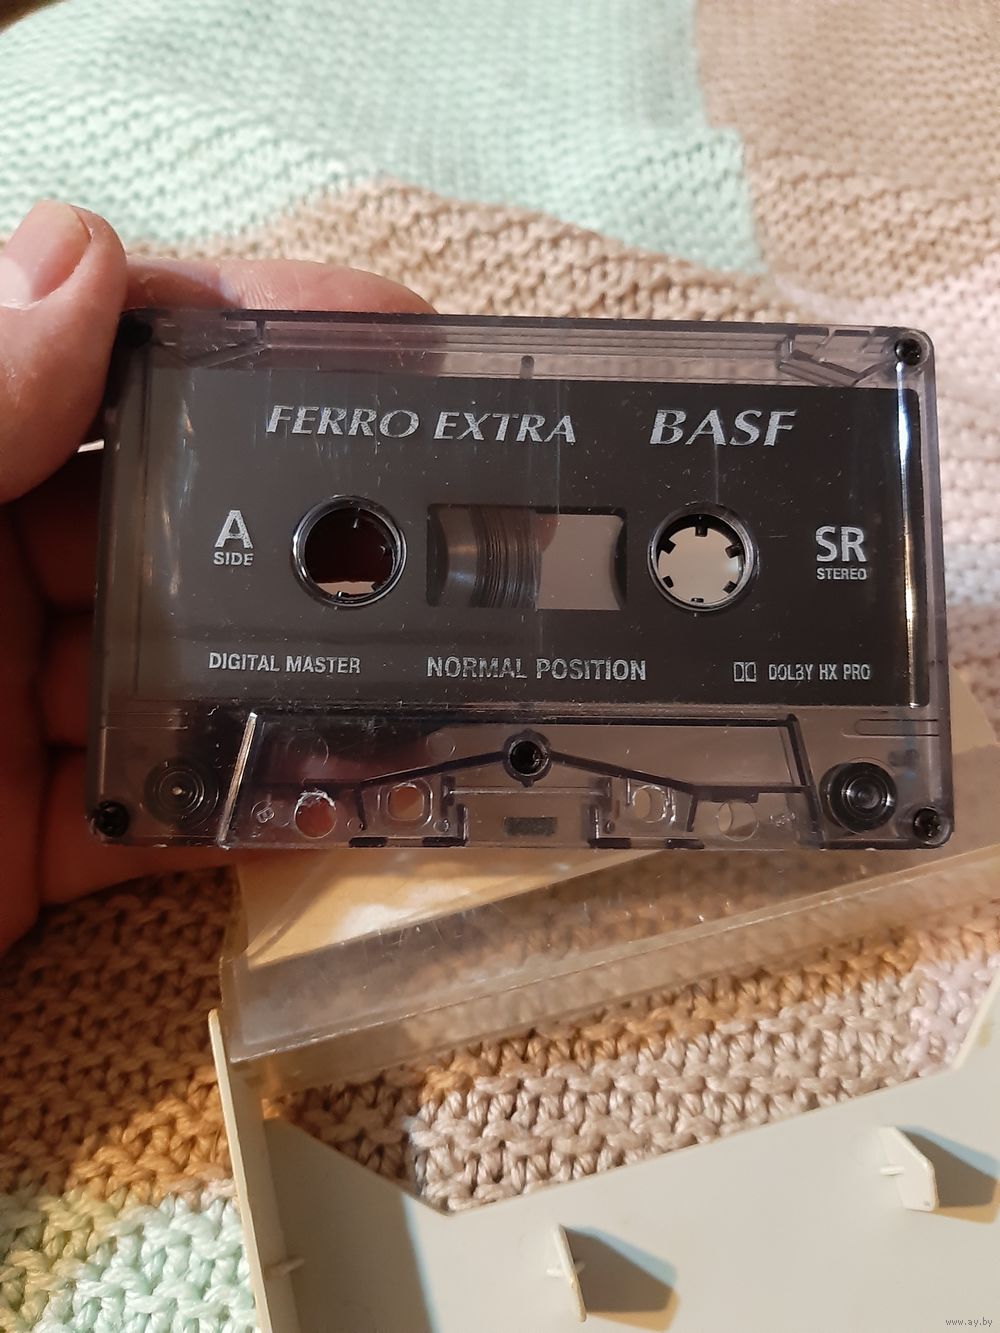 FERRO EXTRA BASF
A
SIDE
SR
STEREO
DIGITAL MASTER NORMAL POSITION DOLBY HX PRO
www.ay.by